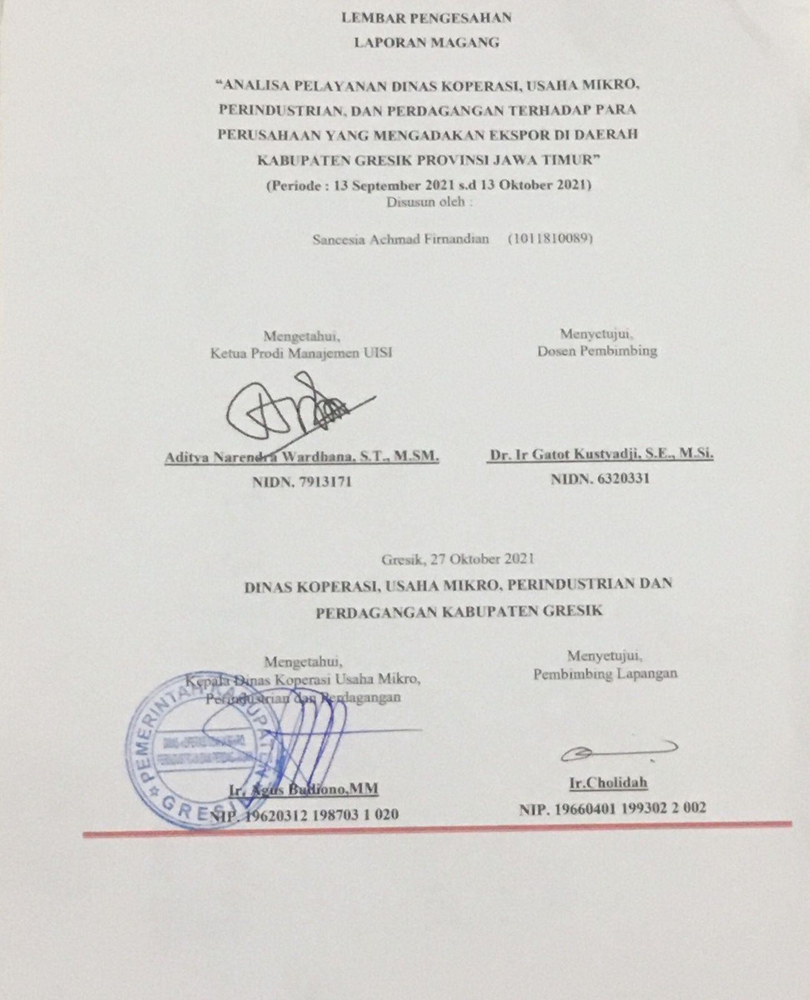 LEMBAR PENGESAHAN
LAPORAN MAGANG
“ANALISA PELAYANAN DINAS KOPERASI, USAHA MIKRO,
PERINDUSTRIAN, DAN PERDAGANGAN TERHADAP PARA
PERUSAHAAN YANG MENGADAKAN EKSPOR DI DAERAH
KABUPATEN GRESIK PROVINSI JAWA TIMUR”
(Periode : 13 September 2021 s.d 13 Oktober 2021)
Disusun oleh :
Sancesia Achmad Firnandian (1011810089)
Mengetahui,
Ketua Prodi Manajemen UISI
Aditya Narendra Wardhana, S.T., M.SM.
NIDN. 7913171
Menyetujui,
Dosen Pembimbing
Dr. Ir Gatot Kustyadji, S.E., M.Si.
NIDN. 6320331
Gresik, 27 Oktober 2021
DINAS KOPERASI, USAHA MIKRO, PERINDUSTRIAN DAN
PERDAGANGAN KABUPATEN GRESIK
Mengetahui,
Kepala Dinas Koperasi Usaha Mikro,
Perindustrian dan Perdagangan
PEMERINTAH KABUPATEN
GRESIK
Ir. Agus Budiono,MM
NIP. 19620312 198703 1 020
Menyetujui,
Pembimbing Lapangan
Ir.Cholidah
NIP. 19660401 199302 2 002